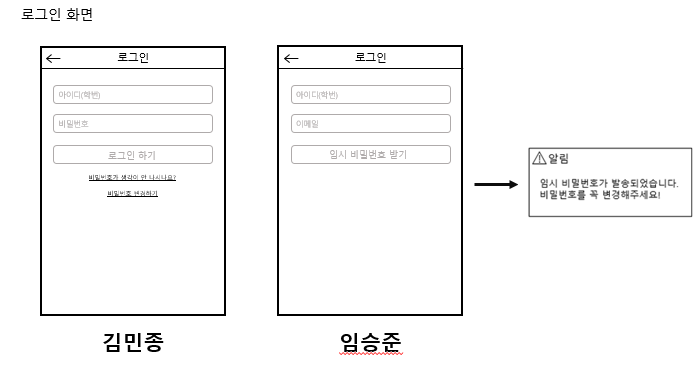 로그인 화면
로그인
아이디(학번)
비밀번호
로그인 하기
비밀번호가 생각이 안 나시나요?
비밀번호 변경하기
김민종
로그인
아이디(학번)
이메일
임시 비밀번호 받기
임승준
알림
임시 비밀번호가 발송되었습니다.
비밀번호를 꼭 변경해주세요!